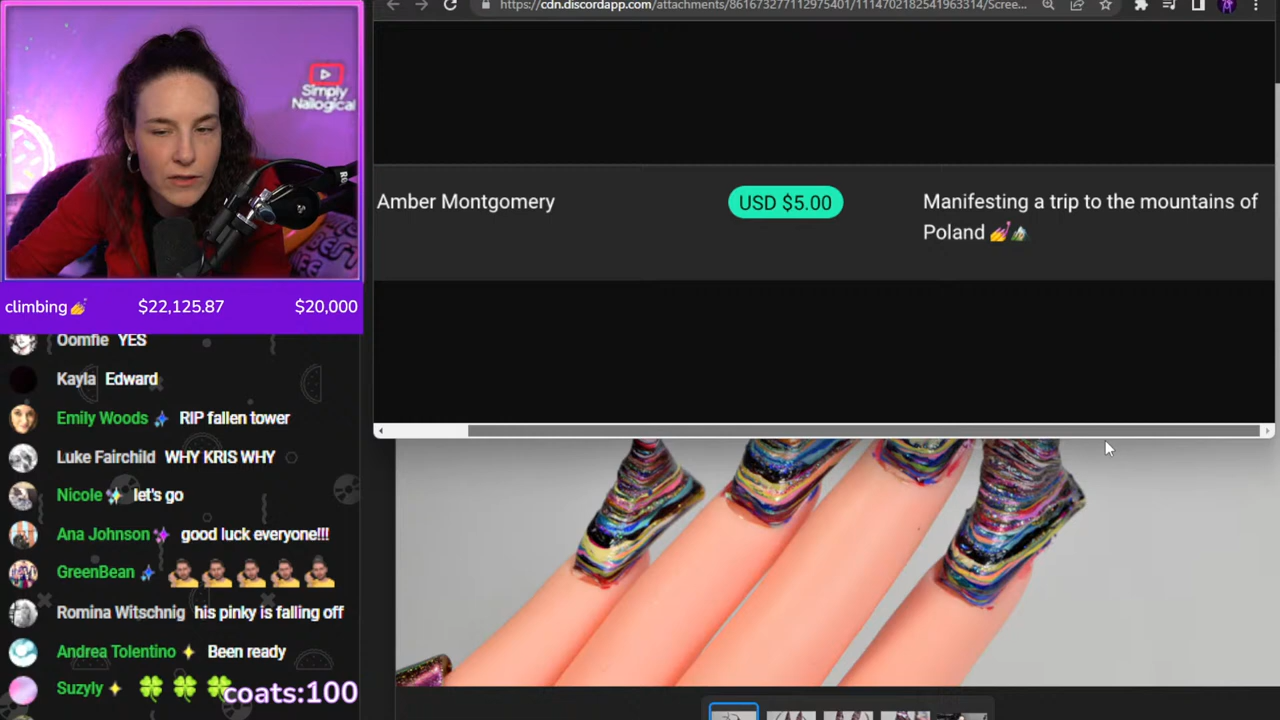 https://cdn.discordapp.com/attachments/861673277112975401/1114702182541963314/Scree...
Simply
Nailogical
Amber Montgomery
USD $5.00
Manifesting a trip to the mountains of
Poland 💅⛰️
climbing💅 $22,125.87 $20,000
Oomfie YES
Kayla Edward
Emily Woods RIP fallen tower
Luke Fairchild WHY KRIS WHY
Nicole let's go
Ana Johnson good luck everyone!!!
GreenBean
Romina Witschnig his pinky is falling off
Andrea Tolentino Been ready
Suzyly 🍀 🍀 🍀
coats:100